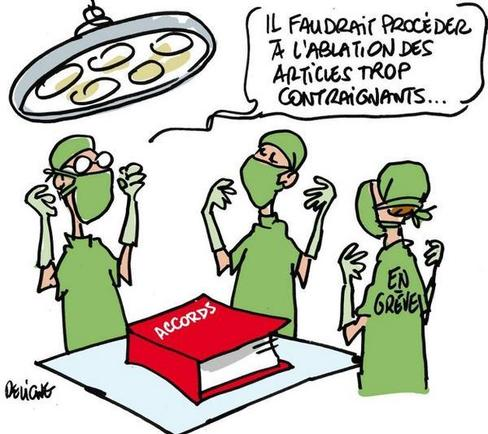 IL FAUDRAIT PROCÉDER
À L'ABLATION DES
ARTICLES TROP
CONTRAIGNANTS...
ACCORDS
EN
GRÈVE!
DELIGNE